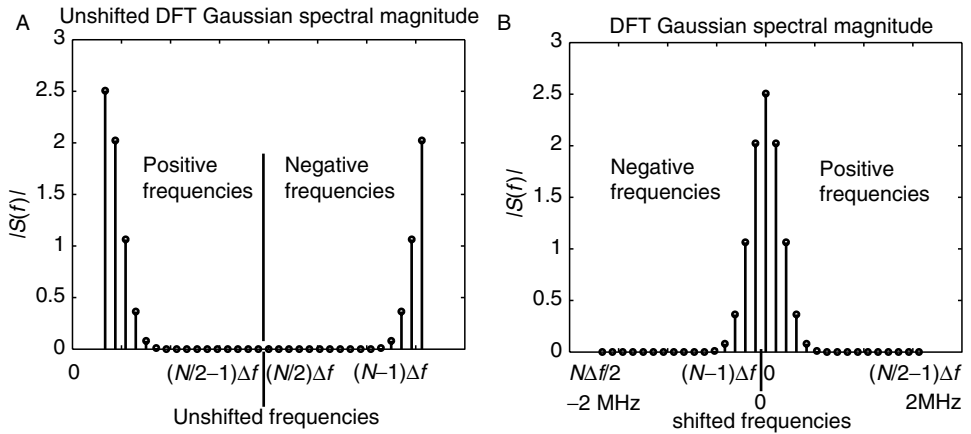 A Unshifted DFT Gaussian spectral magnitude
3
2.5
2
1.5
1
0.5
0
|S(f)|
Positive
frequencies
Negative
frequencies
0 (N/2–1)Δf (N/2)Δf (N–1)Δf
Unshifted frequencies
B DFT Gaussian spectral magnitude
3
2.5
2
1.5
1
0.5
0
|S(f)|
Negative
frequencies
Positive
frequencies
NΔf/2 (N–1)Δf 0 (N/2–1)Δf
–2 MHz 0 2MHz
shifted frequencies